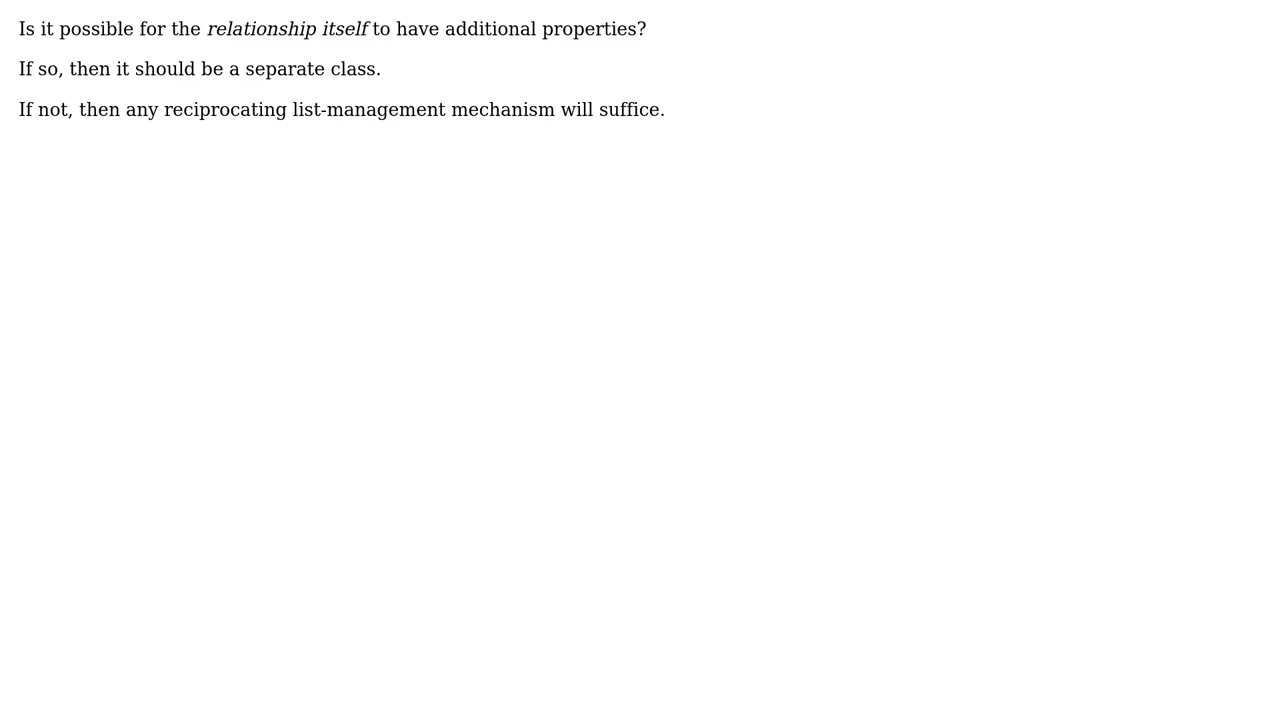 Is it possible for the relationship itself to have additional properties?
If so, then it should be a separate class.
If not, then any reciprocating list-management mechanism will suffice.